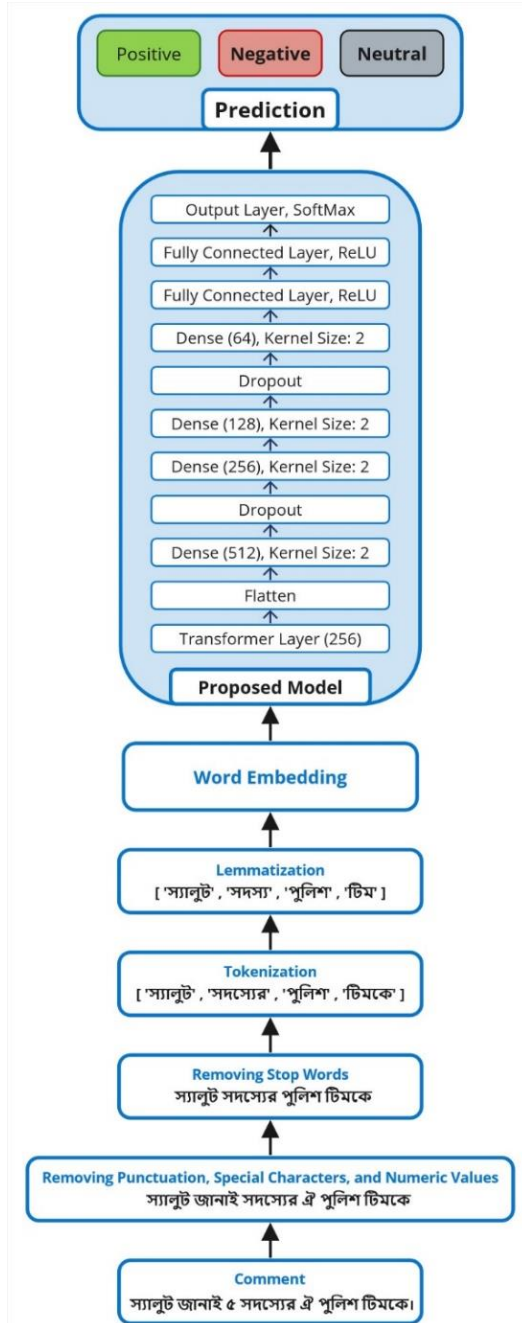 Positive Negative Neutral
Prediction
Output Layer, SoftMax
Fully Connected Layer, ReLU
Fully Connected Layer, ReLU
Dense (64), Kernel Size: 2
Dropout
Dense (128), Kernel Size: 2
Dense (256), Kernel Size: 2
Dropout
Dense (512), Kernel Size: 2
Flatten
Transformer Layer (256)
Proposed Model
Word Embedding
Lemmatization
[ 'স্যালুট' , 'সদস্য' , 'পুলিশ' , 'টিম' ]
Tokenization
[ 'স্যালুট' , 'সদস্যের' , 'পুলিশ' , 'টিমকে' ]
Removing Stop Words
স্যালুট সদস্যের পুলিশ টিমকে
Removing Punctuation, Special Characters, and Numeric Values
স্যালুট জানাই সদস্যের ঐ পুলিশ টিমকে
Comment
স্যালুট জানাই ৫ সদস্যের ঐ পুলিশ টিমকে।